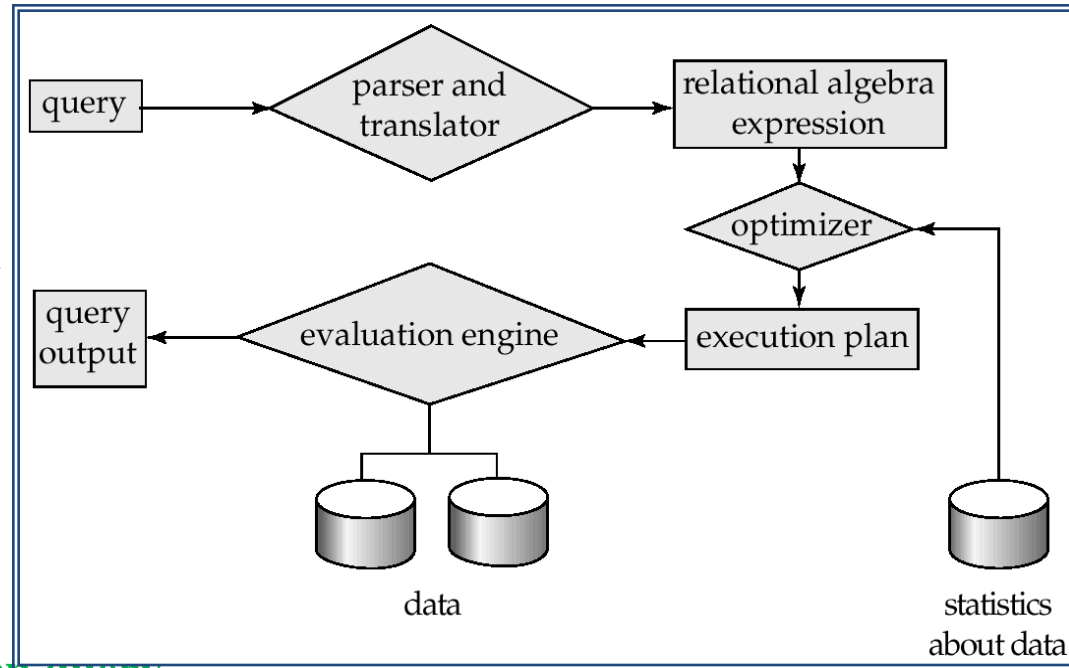 query
parser and
translator
relational algebra
expression
optimizer
query
output
evaluation engine
execution plan
data
statistics
about data